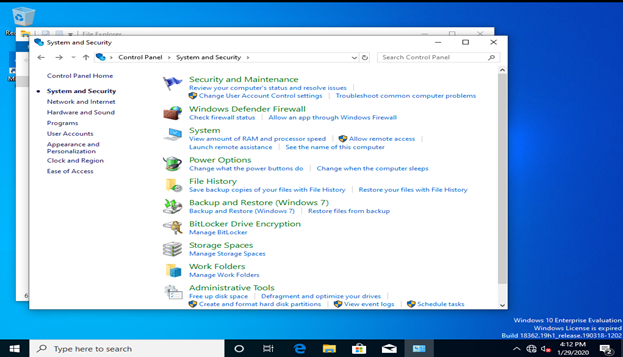 File Explorer
System and Security
Control Panel > System and Security >
Search Control Panel
Control Panel Home
System and Security
Network and Internet
Hardware and Sound
Programs
User Accounts
Appearance and
Personalization
Clock and Region
Ease of Access
Security and Maintenance
Review your computer's status and resolve issues
Change User Account Control settings | Troubleshoot common computer problems
Windows Defender Firewall
Check firewall status | Allow an app through Windows Firewall
System
View amount of RAM and processor speed | Allow remote access |
Launch remote assistance | See the name of this computer
Power Options
Change what the power buttons do | Change when the computer sleeps
File History
Save backup copies of your files with File History | Restore your files with File History
Backup and Restore (Windows 7)
Backup and Restore (Windows 7) | Restore files from backup
BitLocker Drive Encryption
Manage BitLocker
Storage Spaces
Manage Storage Spaces
Work Folders
Manage Work Folders
Administrative Tools
Free up disk space | Defragment and optimize your drives |
Create and format hard disk partitions | View event logs | Schedule tasks
Windows 10 Enterprise Evaluation
Windows License is expired
Build 18362.19h1_release.190318-1202
Type here to search
4:12 PM
1/29/2020
2